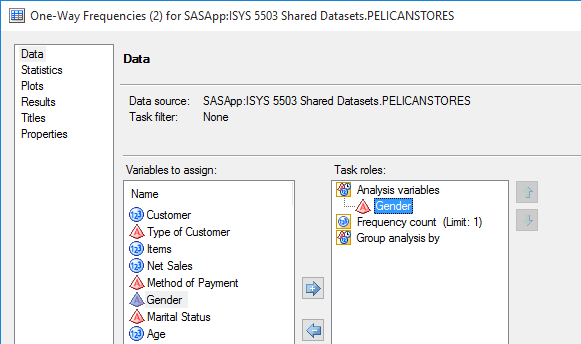 One-Way Frequencies (2) for SASApp:ISYS 5503 Shared Datasets.PELICANSTORES
Data
Statistics
Plots
Results
Titles
Properties
Data
Data source: SASApp:ISYS 5503 Shared Datasets.PELICANSTORES
Task filter: None
Variables to assign:
Name
Customer
Type of Customer
Items
Net Sales
Method of Payment
Gender
Marital Status
Age
Task roles:
Analysis variables
Gender
Frequency count (Limit: 1)
Group analysis by